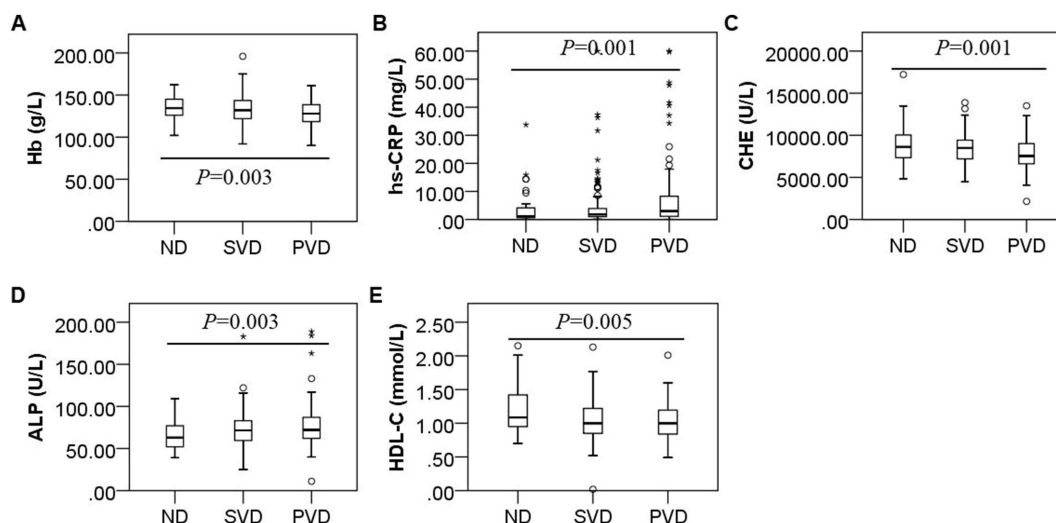 A
Hb (g/L)
200.00
150.00
100.00
50.00
.00
P=0.003
ND SVD PVD
B
hs-CRP (mg/L)
60.00
50.00
40.00
30.00
20.00
10.00
.00
P=0.001
ND SVD PVD
C
CHE (U/L)
20000.00
15000.00
10000.00
5000.00
.00
P=0.001
ND SVD PVD
D
ALP (U/L)
200.00
150.00
100.00
50.00
.00
P=0.003
ND SVD PVD
E
HDL-C (mmol/L)
2.50
2.00
1.50
1.00
.50
.00
P=0.005
ND SVD PVD